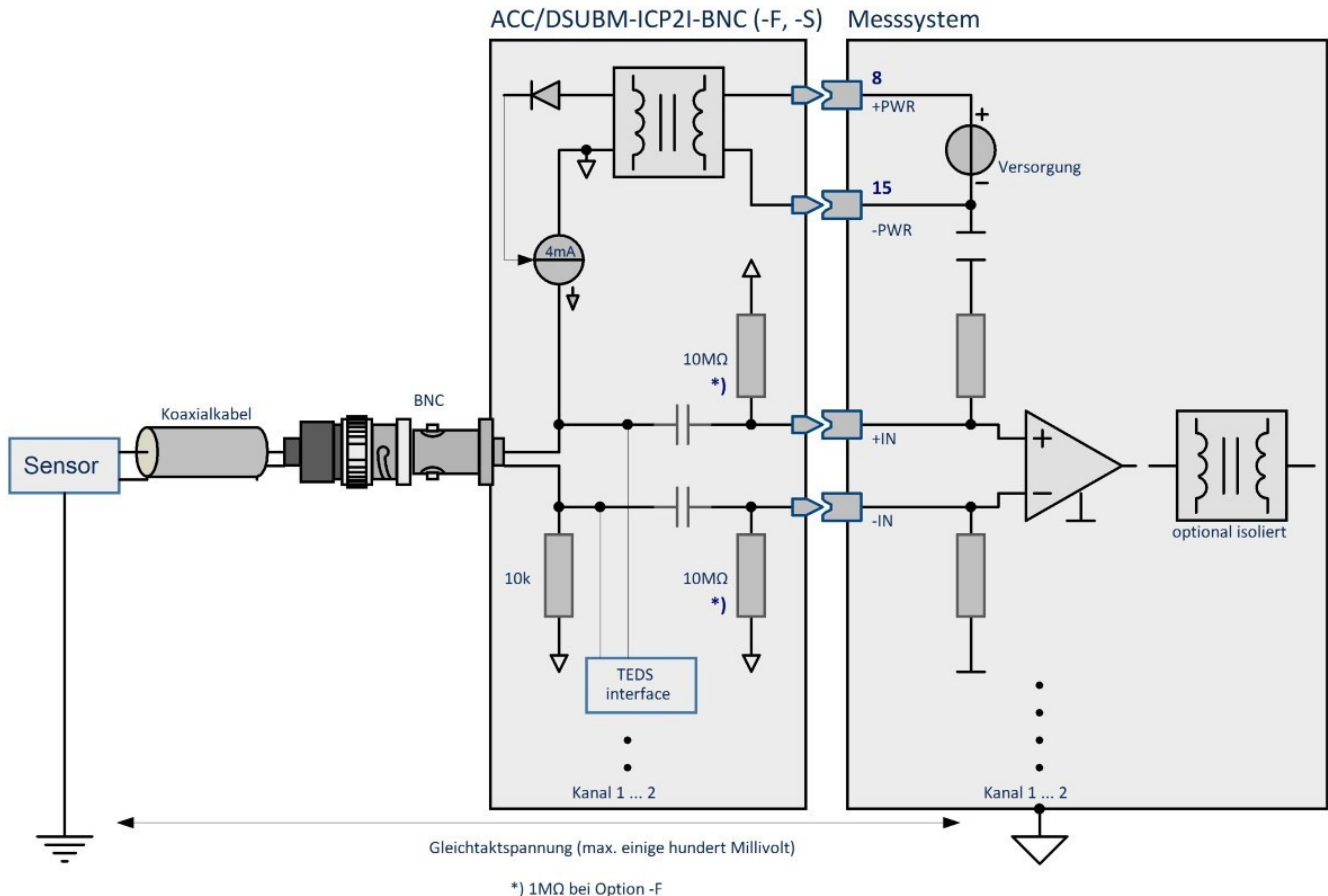 ACC/DSUBM-ICP2I-BNC (-F, -S)
Messsystem
8
+PWR
+
Versorgung
−
15
-PWR
4mA
10MΩ
*)
BNC
Koaxialkabel
Sensor
+IN
+
−
-IN
optional isoliert
10k
10MΩ
*)
TEDS
interface
Kanal 1 ... 2
Kanal 1 ... 2
Gleichtaktspannung (max. einige hundert Millivolt)
*) 1MΩ bei Option -F